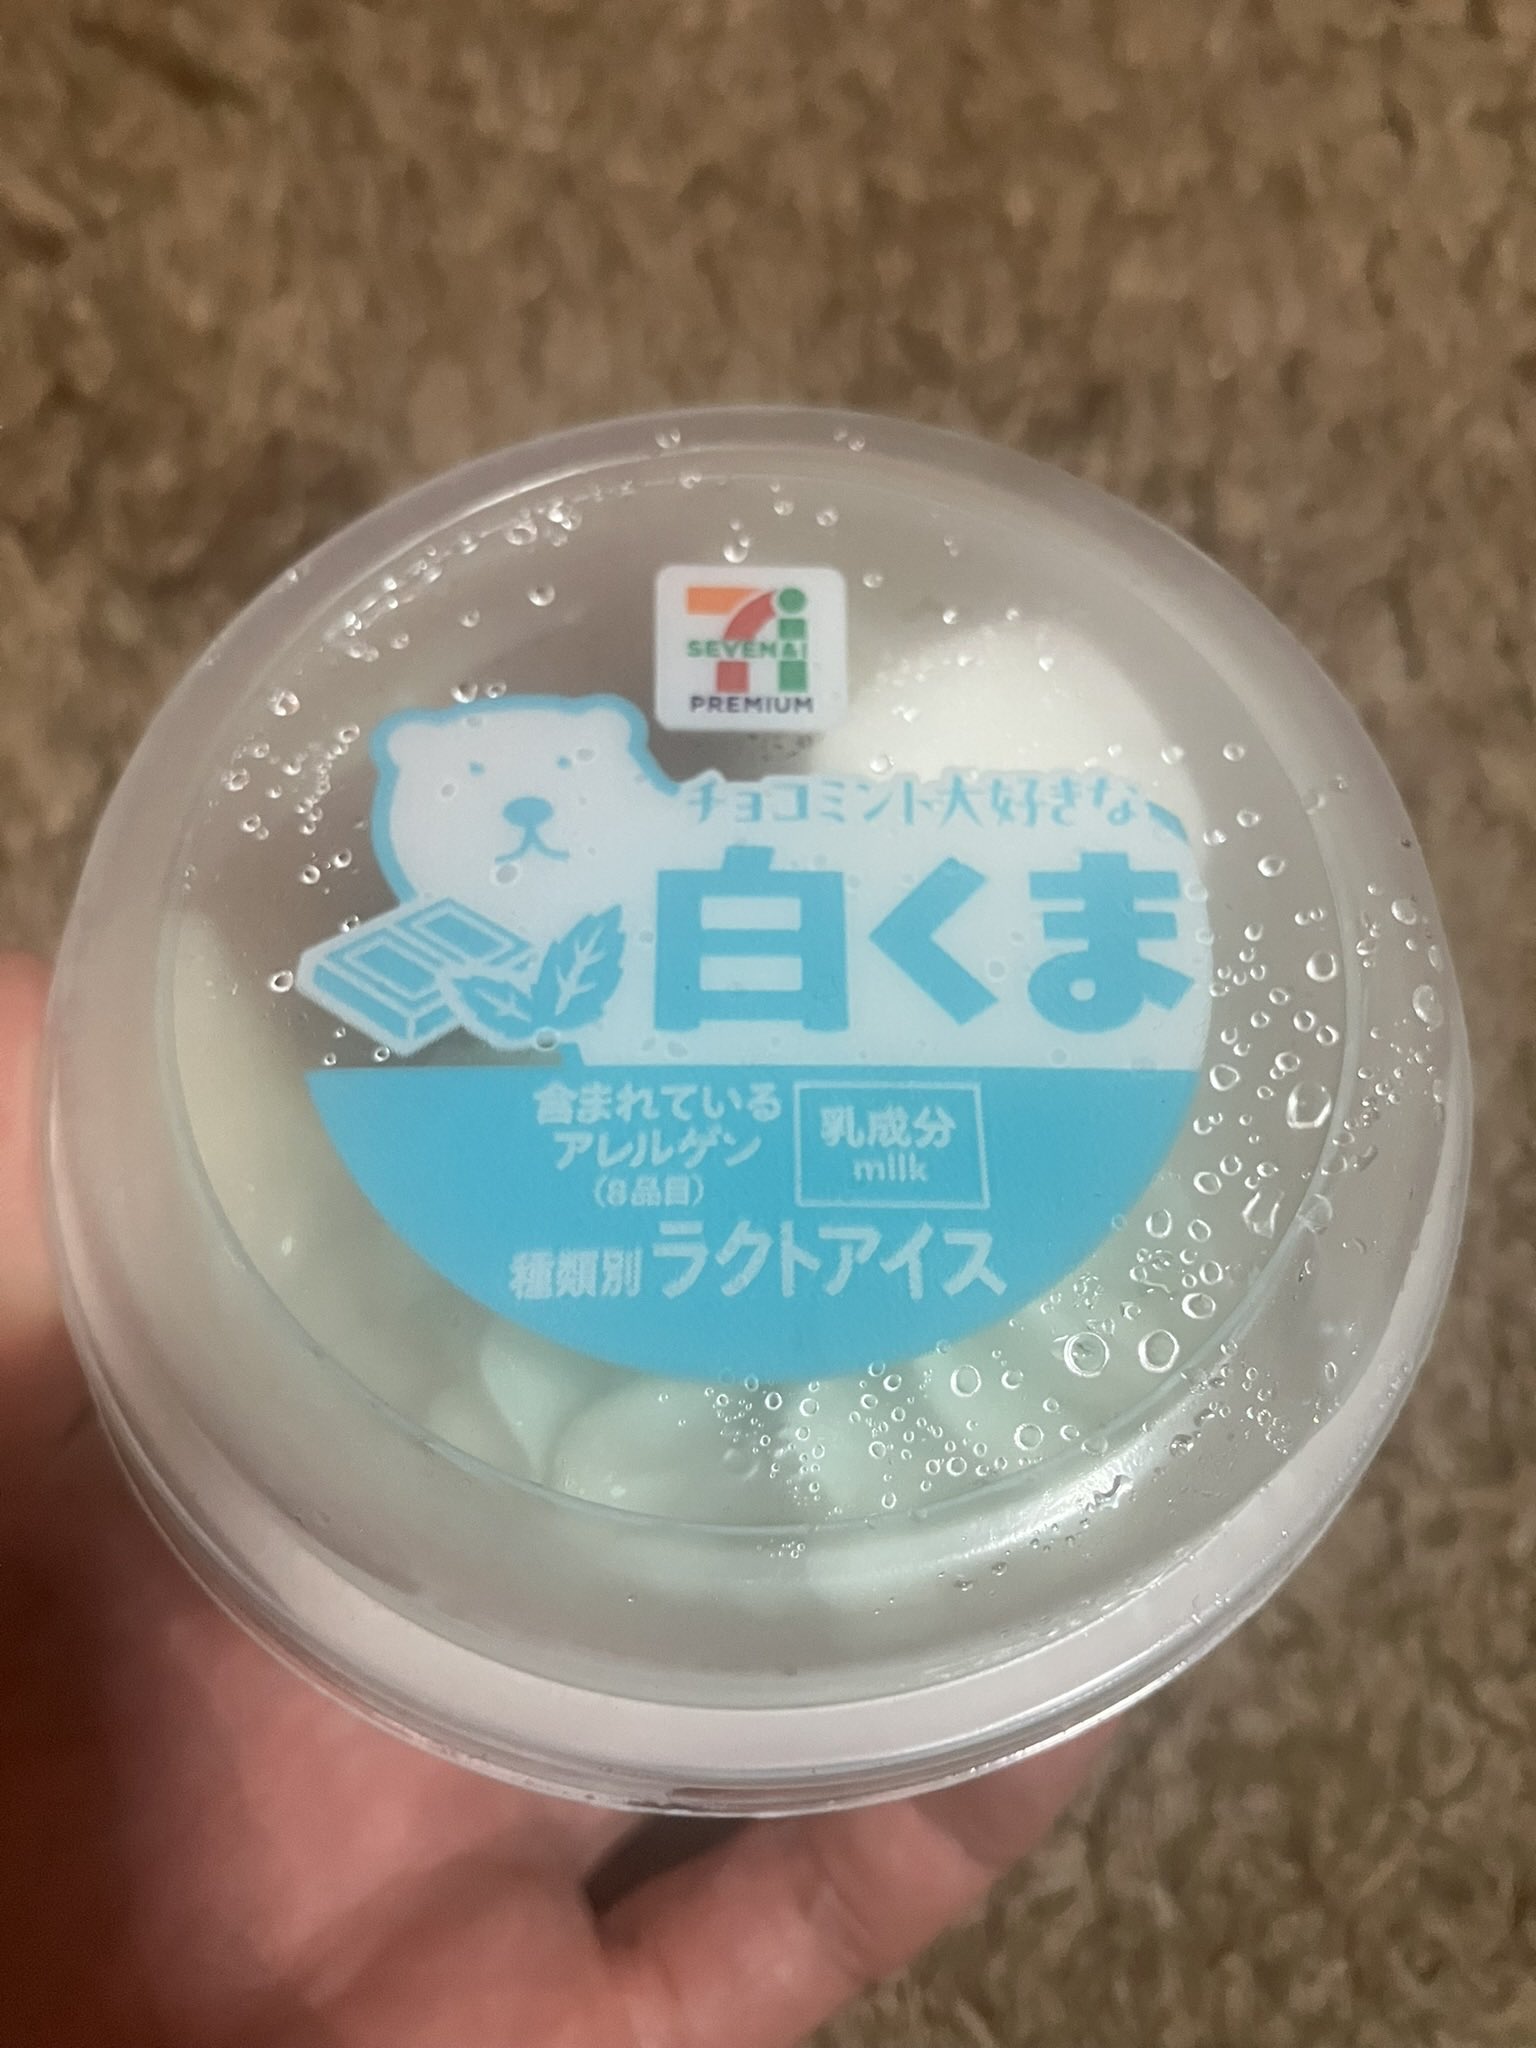 7i
SEVEN&i
PREMIUM
チョコミント大好きな
白くま
含まれている
アレルゲン
(8品目)
乳成分
milk
種類別 ラクトアイス